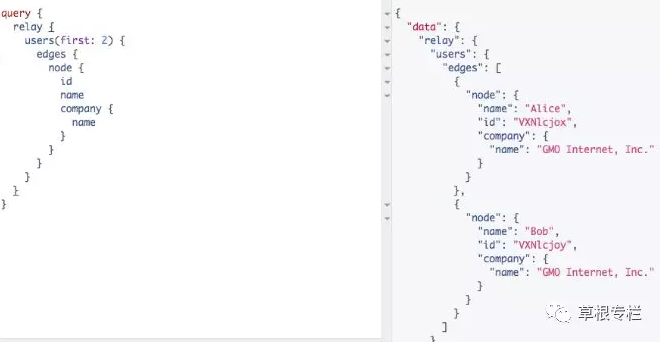 query {
  relay {
    users(first: 2) {
      edges {
        node {
          id
          name
          company {
            name
          }
        }
      }
    }
  }
}
{
  "data": {
    "relay": {
      "users": {
        "edges": [
          {
            "node": {
              "name": "Alice",
              "id": "VXNlcjox",
              "company": {
                "name": "GMO Internet, Inc."
              }
            }
          },
          {
            "node": {
              "name": "Bob",
              "id": "VXNlcjoy",
              "company": {
                "name": "GMO Internet, Inc."
              }
            }
          }
        ]
      }
草根专栏